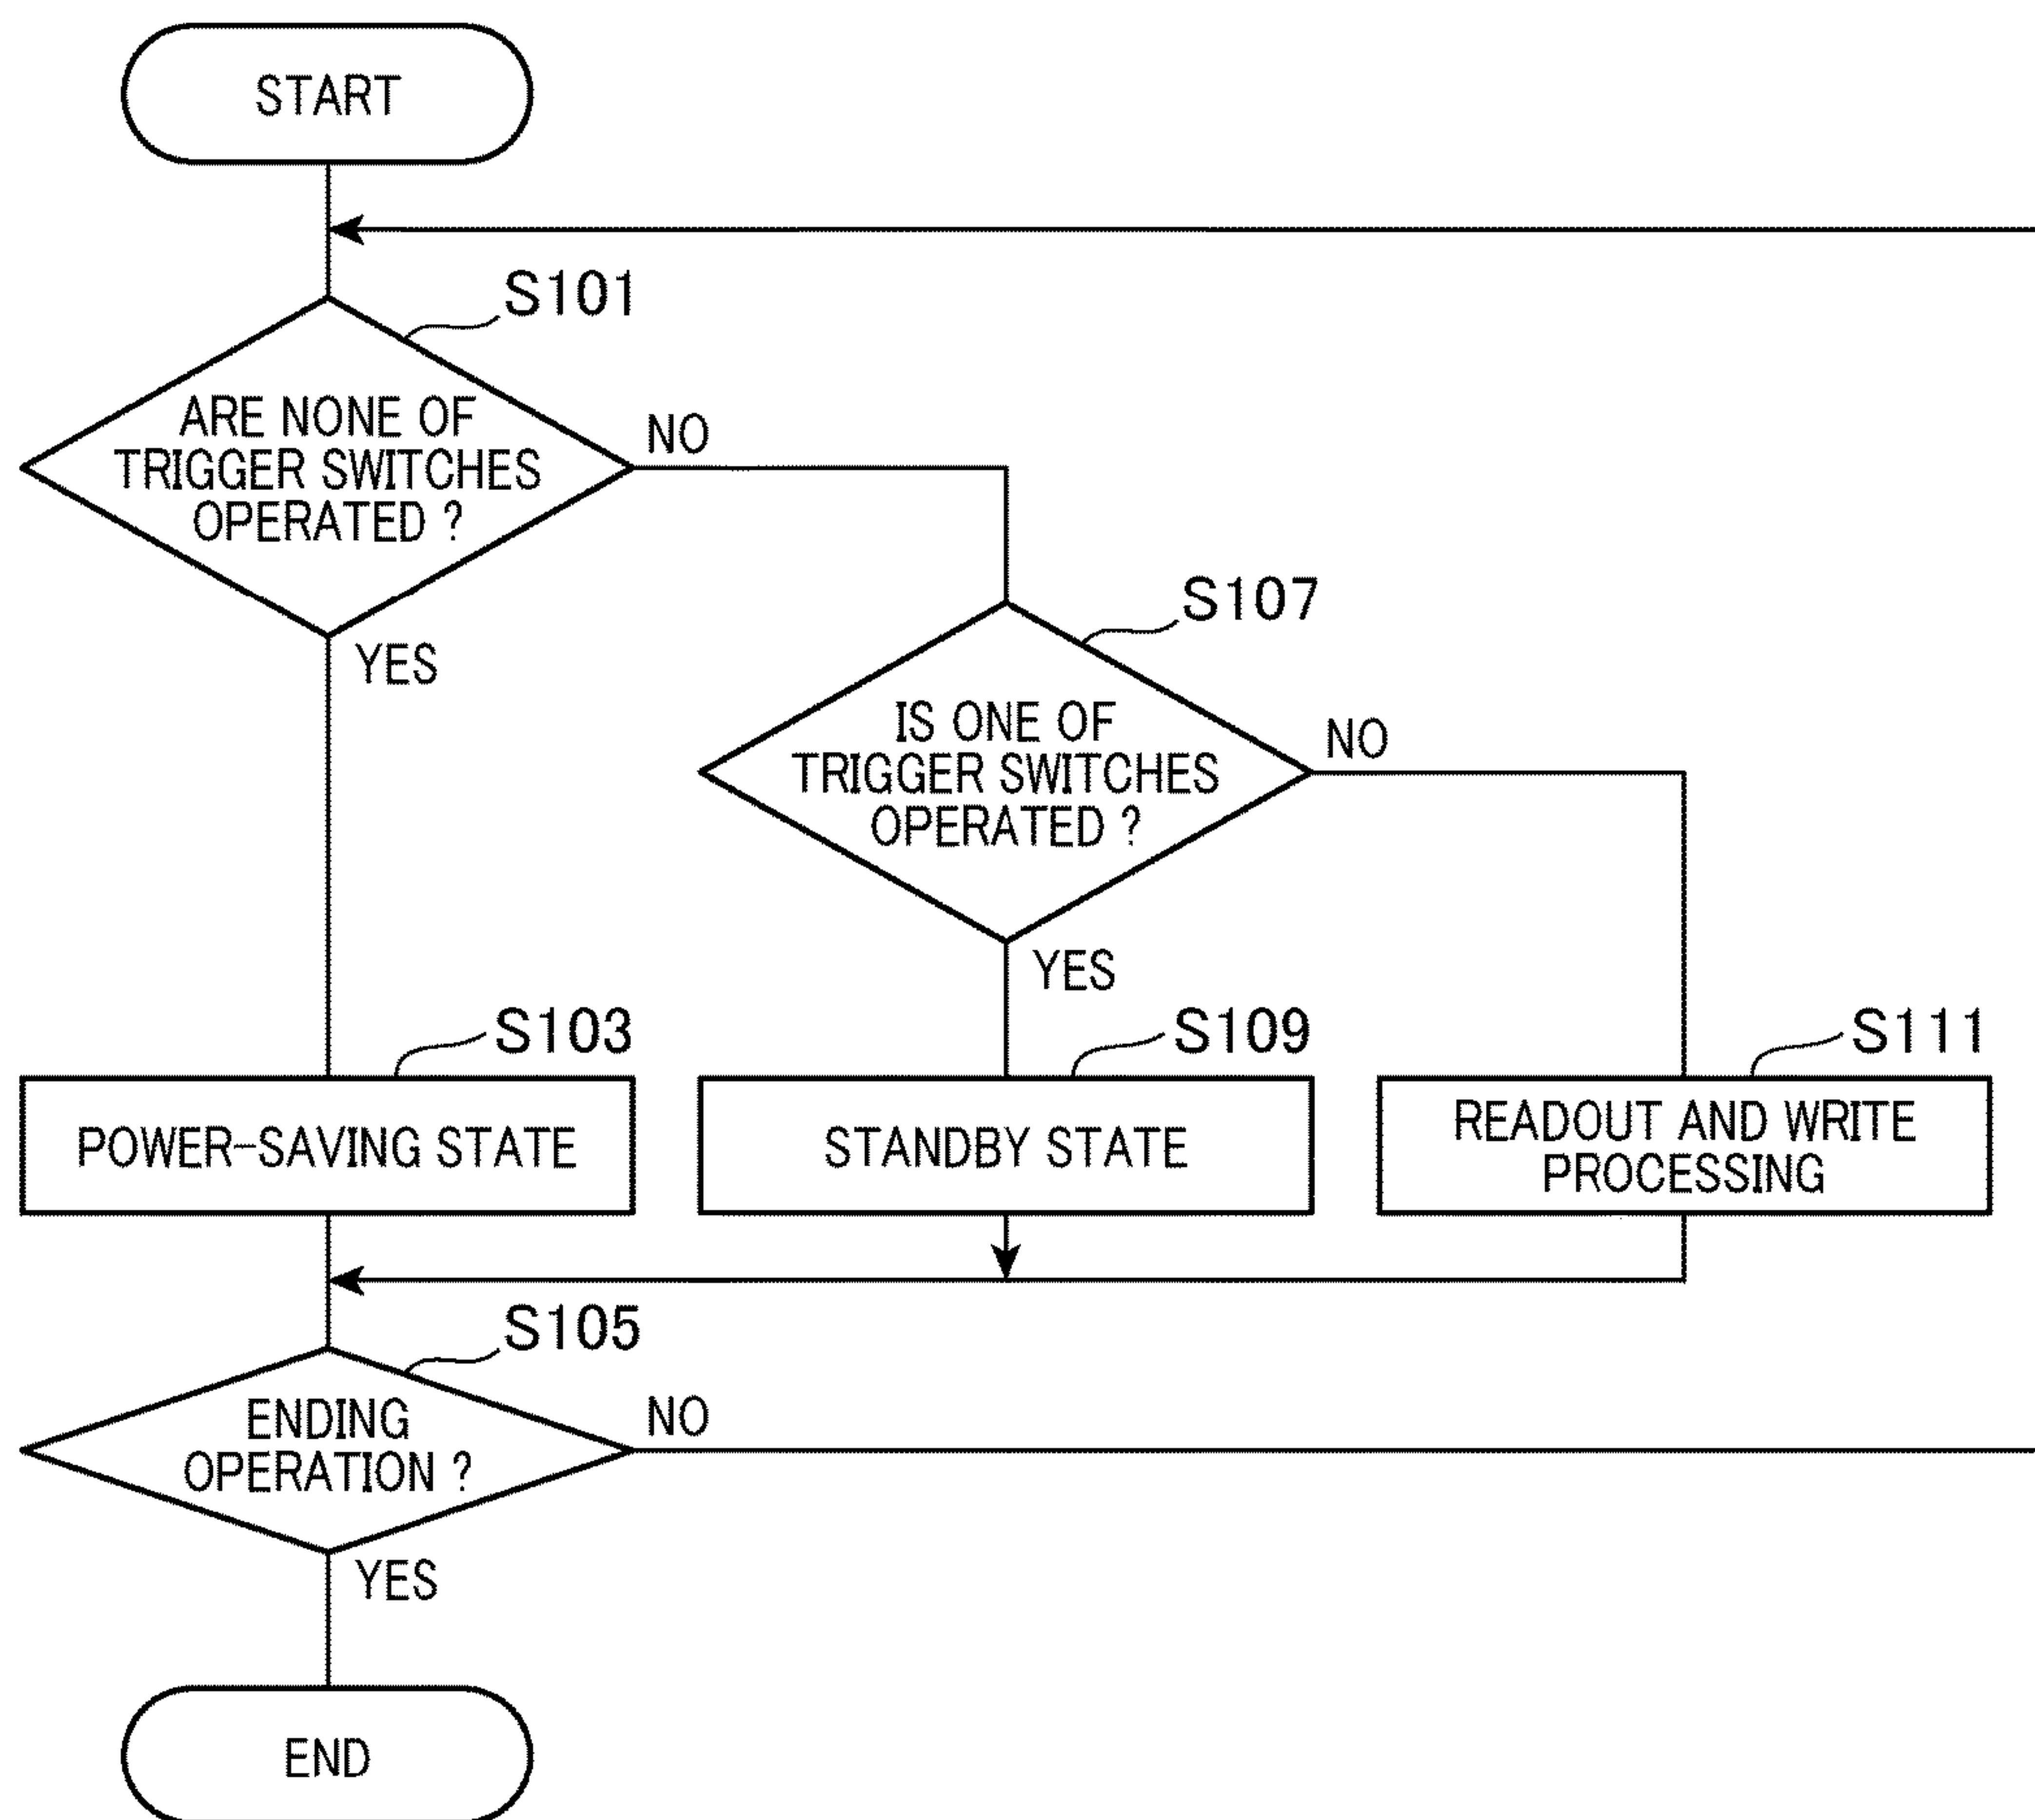 START
S101
ARE NONE OF
TRIGGER SWITCHES
OPERATED ?
NO
YES
S107
IS ONE OF
TRIGGER SWITCHES
OPERATED ?
NO
YES
S103
POWER-SAVING STATE
S109
STANDBY STATE
S111
READOUT AND WRITE
PROCESSING
S105
ENDING
OPERATION ?
NO
YES
END